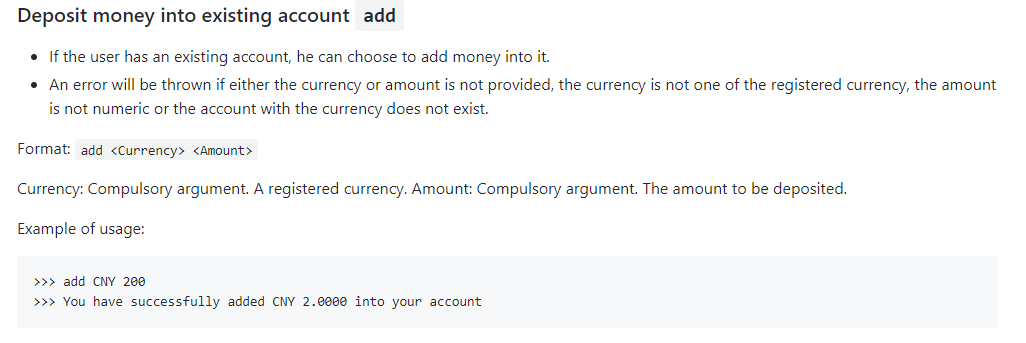 Deposit money into existing account add
If the user has an existing account, he can choose to add money into it.
An error will be thrown if either the currency or amount is not provided, the currency is not one of the registered currency, the amount
is not numeric or the account with the currency does not exist.
Format: add <Currency> <Amount>
Currency: Compulsory argument. A registered currency. Amount: Compulsory argument. The amount to be deposited.
Example of usage:
>>> add CNY 200
>>> You have successfully added CNY 2.0000 into your account